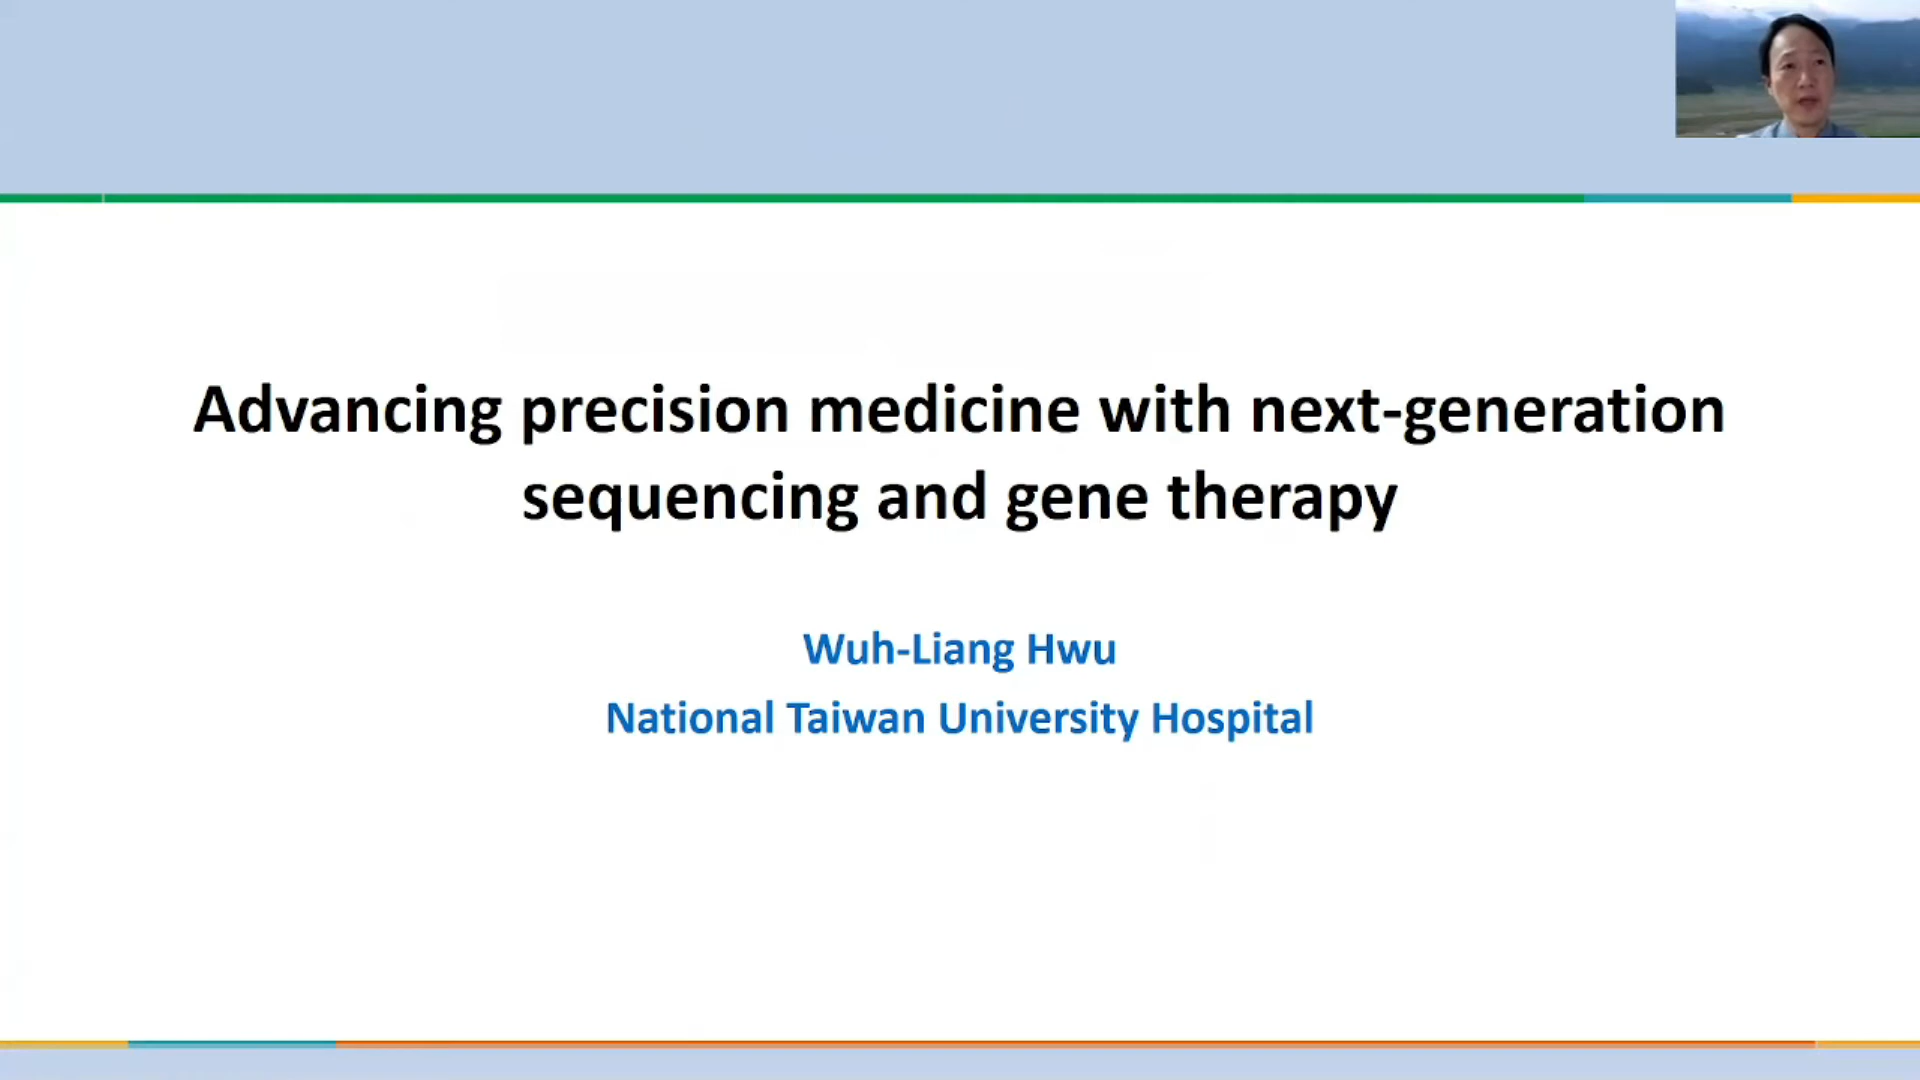 Advancing precision medicine with next-generation
sequencing and gene therapy
Wuh-Liang Hwu
National Taiwan University Hospital